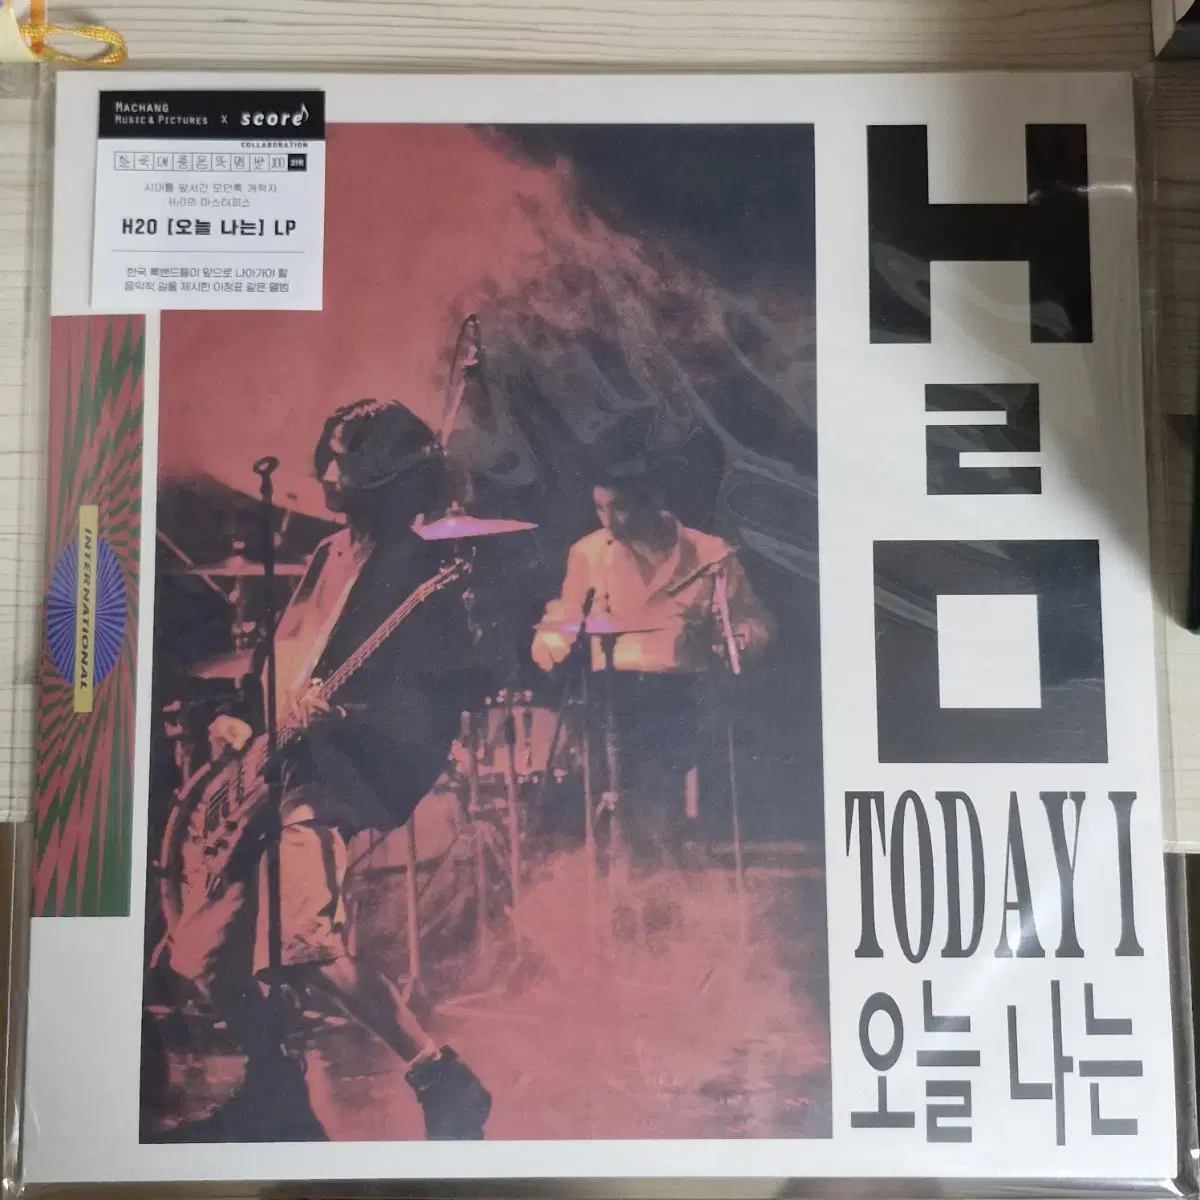 MACHANG
MUSIC & PICTURES X score
COLLABORATION
한국대중음악명반100
시대를 앞서간 모던록 개척자
H2O의 마스터피스
H2O [오늘 나는] LP
한국 록밴드들이 앞으로 나아가야 할
음악적 길을 제시한 이정표 같은 앨범
INTERNATIONAL
H
2
O
TODAY I
오늘 나는